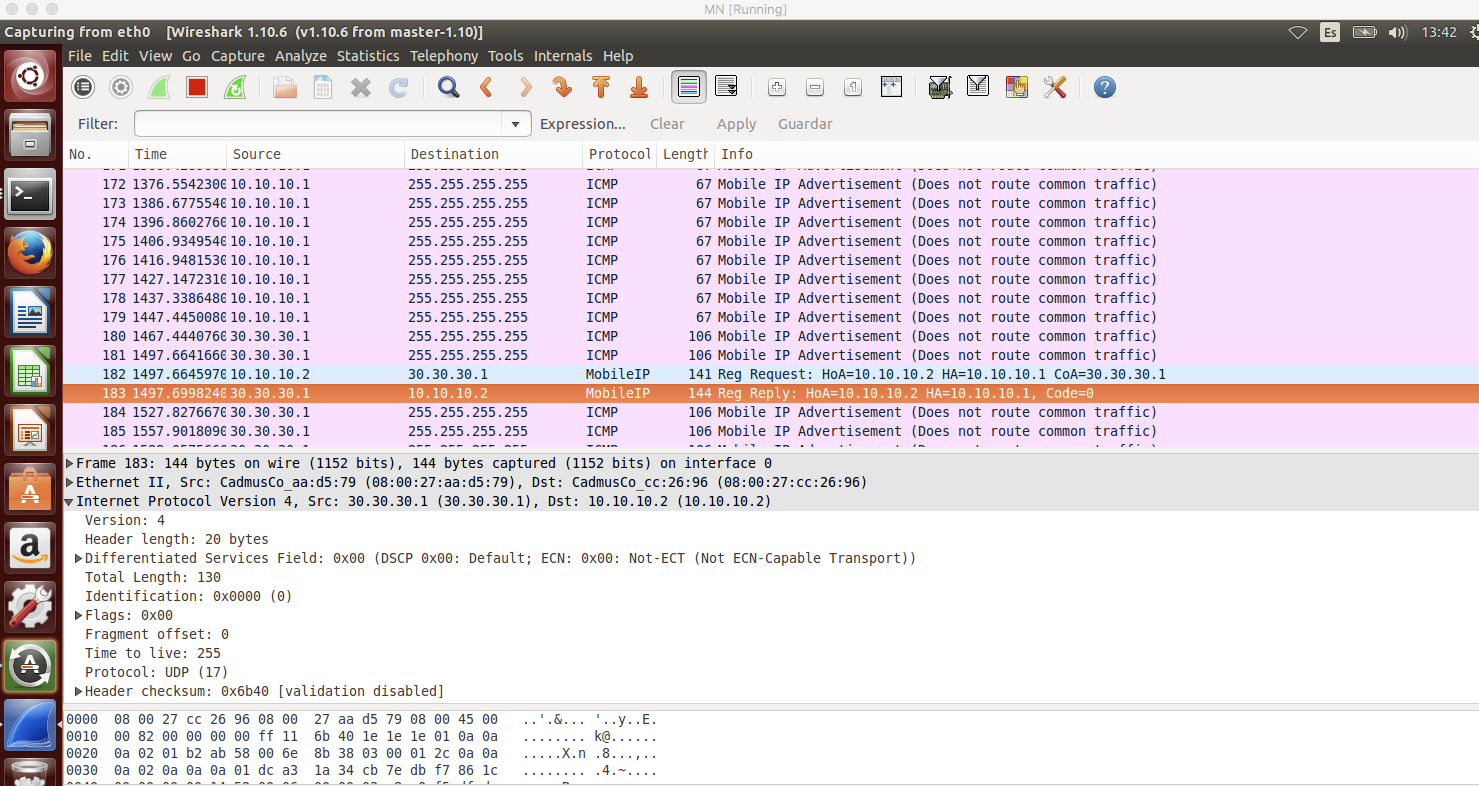 MN [Running]
Capturing from eth0 [Wireshark 1.10.6 (v1.10.6 from master-1.10)]
Es
13:42
File Edit View Go Capture Analyze Statistics Telephony Tools Internals Help
Filter:
Expression... Clear Apply Guardar
No. Time Source Destination Protocol Length Info
172 1376.5542300 10.10.10.1 255.255.255.255 ICMP 67 Mobile IP Advertisement (Does not route common traffic)
173 1386.6775540 10.10.10.1 255.255.255.255 ICMP 67 Mobile IP Advertisement (Does not route common traffic)
174 1396.8602760 10.10.10.1 255.255.255.255 ICMP 67 Mobile IP Advertisement (Does not route common traffic)
175 1406.9349540 10.10.10.1 255.255.255.255 ICMP 67 Mobile IP Advertisement (Does not route common traffic)
176 1416.9481530 10.10.10.1 255.255.255.255 ICMP 67 Mobile IP Advertisement (Does not route common traffic)
177 1427.1472310 10.10.10.1 255.255.255.255 ICMP 67 Mobile IP Advertisement (Does not route common traffic)
178 1437.3386480 10.10.10.1 255.255.255.255 ICMP 67 Mobile IP Advertisement (Does not route common traffic)
179 1447.4450080 10.10.10.1 255.255.255.255 ICMP 67 Mobile IP Advertisement (Does not route common traffic)
180 1467.4440760 30.30.30.1 255.255.255.255 ICMP 106 Mobile IP Advertisement (Does not route common traffic)
181 1497.6641660 30.30.30.1 255.255.255.255 ICMP 106 Mobile IP Advertisement (Does not route common traffic)
182 1497.6645970 10.10.10.2 30.30.30.1 MobileIP 141 Reg Request: HoA=10.10.10.2 HA=10.10.10.1 CoA=30.30.30.1
183 1497.6998240 30.30.30.1 10.10.10.2 MobileIP 144 Reg Reply: HoA=10.10.10.2 HA=10.10.10.1, Code=0
184 1527.8276670 30.30.30.1 255.255.255.255 ICMP 106 Mobile IP Advertisement (Does not route common traffic)
185 1557.9018090 30.30.30.1 255.255.255.255 ICMP 106 Mobile IP Advertisement (Does not route common traffic)
Frame 183: 144 bytes on wire (1152 bits), 144 bytes captured (1152 bits) on interface 0
Ethernet II, Src: CadmusCo_aa:d5:79 (08:00:27:aa:d5:79), Dst: CadmusCo_cc:26:96 (08:00:27:cc:26:96)
Internet Protocol Version 4, Src: 30.30.30.1 (30.30.30.1), Dst: 10.10.10.2 (10.10.10.2)
Version: 4
Header length: 20 bytes
Differentiated Services Field: 0x00 (DSCP 0x00: Default; ECN: 0x00: Not-ECT (Not ECN-Capable Transport))
Total Length: 130
Identification: 0x0000 (0)
Flags: 0x00
Fragment offset: 0
Time to live: 255
Protocol: UDP (17)
Header checksum: 0x6b40 [validation disabled]
0000 08 00 27 cc 26 96 08 00 27 aa d5 79 08 00 45 00 ..'.&... '..y..E.
0010 00 82 00 00 00 00 ff 11 6b 40 1e 1e 1e 01 0a 0a ........ k@......
0020 0a 02 01 b2 ab 58 00 6e 8b 38 03 00 01 2c 0a 0a .....X.n .8...,..
0030 0a 02 0a 0a 0a 01 dc a3 1a 34 cb 7e db f7 86 1c ........ .4.~....